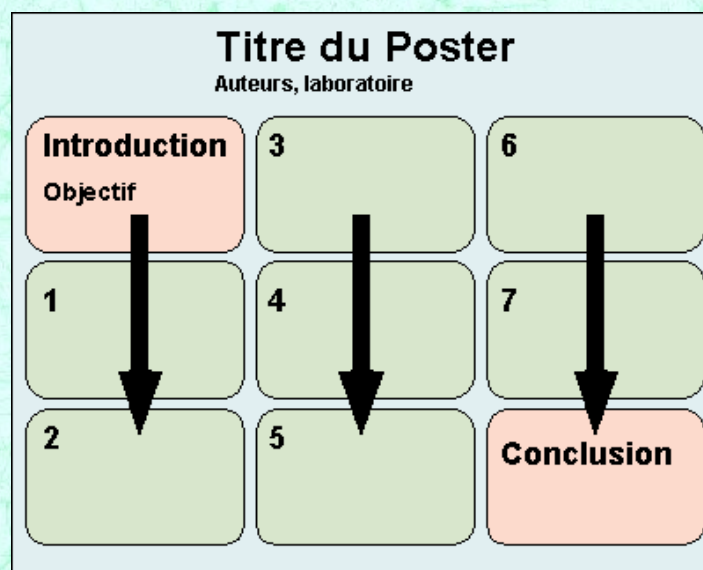 Titre du Poster
Auteurs, laboratoire
Introduction
Objectif
1
2
3
4
5
6
7
Conclusion